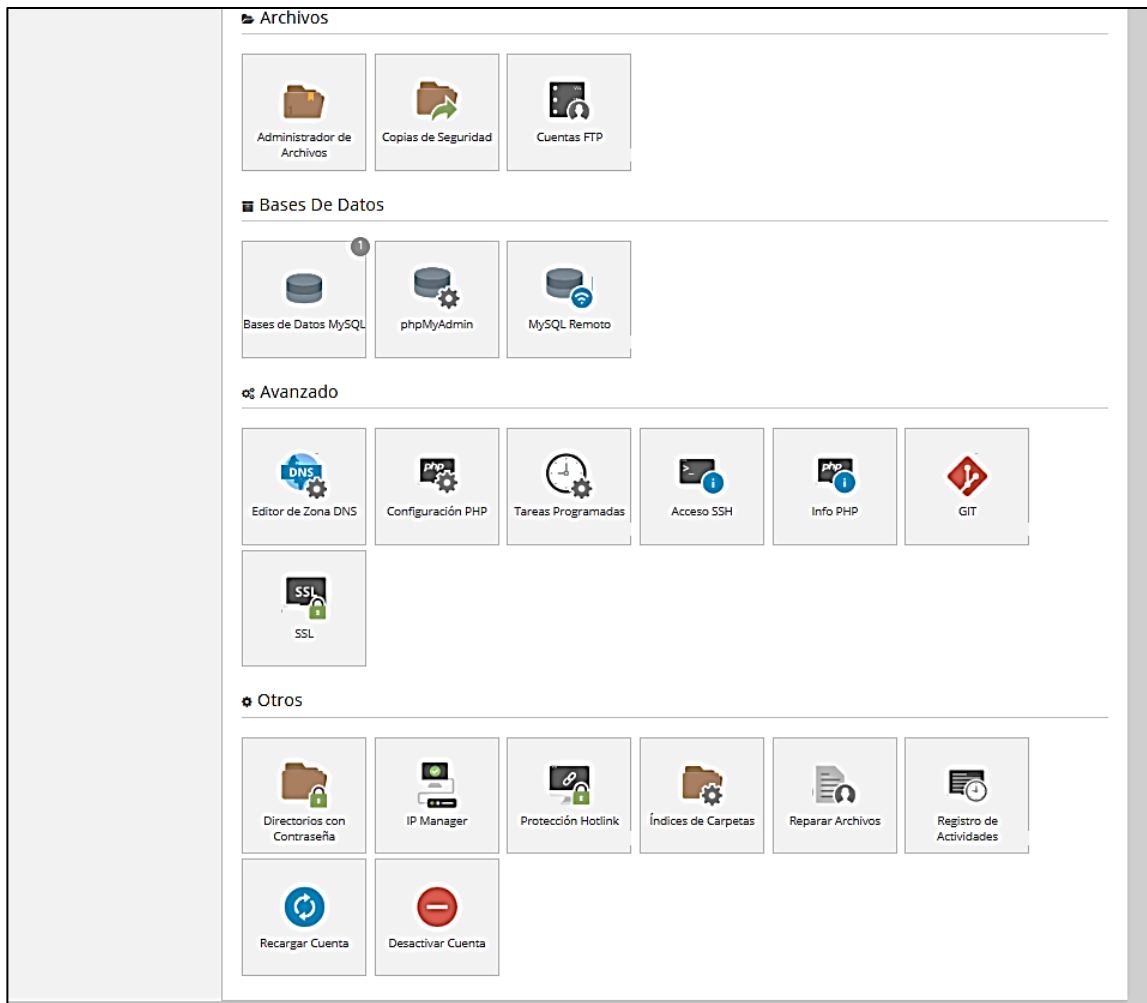 Archivos
Administrador de
Archivos
Copias de Seguridad
Cuentas FTP
Bases De Datos
1
Bases de Datos MySQL
phpMyAdmin
MySQL Remoto
Avanzado
DNS
Editor de Zona DNS
php
Configuración PHP
Tareas Programadas
>_
Acceso SSH
php
Info PHP
GIT
SSL
SSL
Otros
Directorios con
Contraseña
IP Manager
Protección Hotlink
Índices de Carpetas
Reparar Archivos
Registro de
Actividades
Recargar Cuenta
Desactivar Cuenta